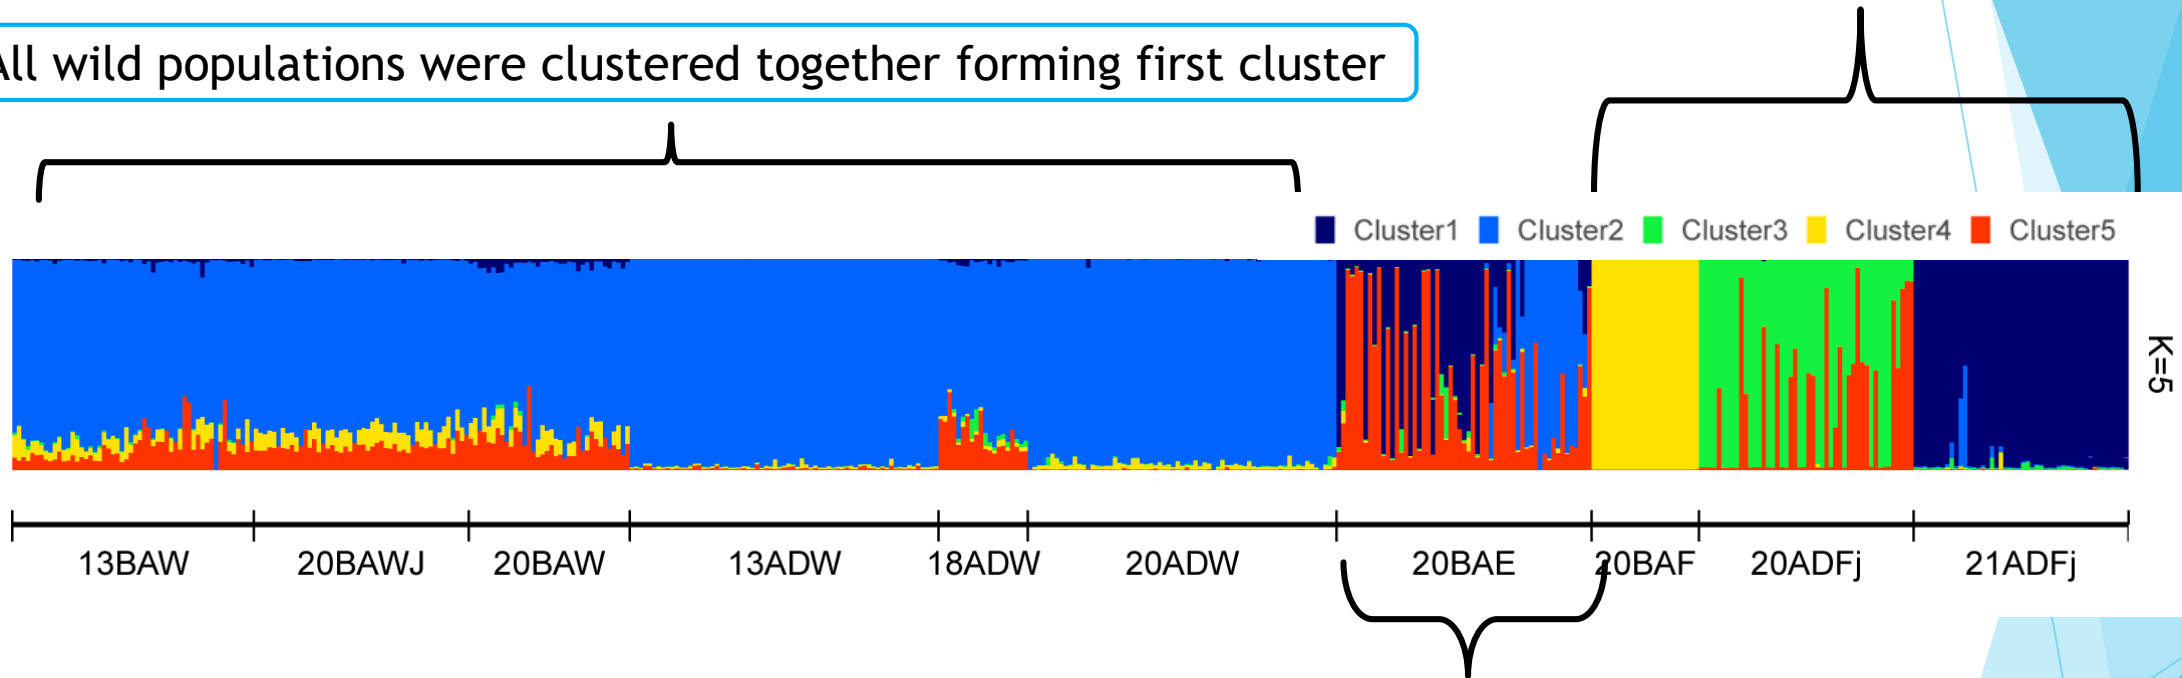 All wild populations were clustered together forming first cluster
Cluster1 Cluster2 Cluster3 Cluster4 Cluster5
K=5
13BAW 20BAWJ 20BAW 13ADW 18ADW 20ADW 20BAE 20BAF 20ADFj 21ADFj